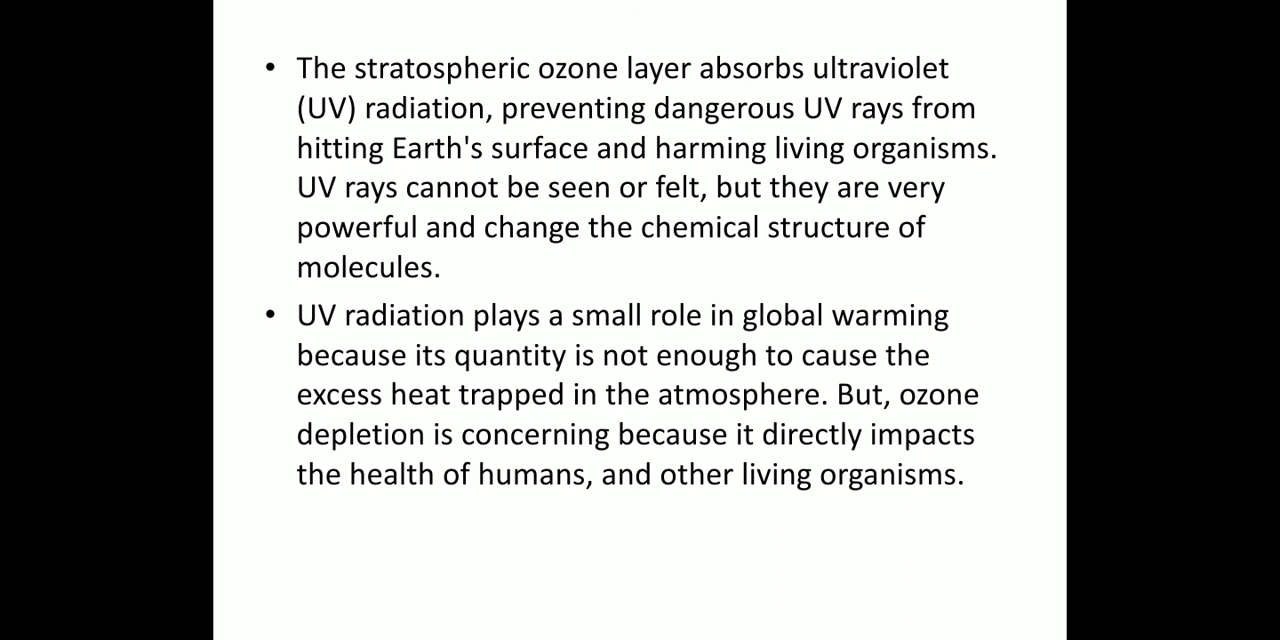 • The stratospheric ozone layer absorbs ultraviolet
(UV) radiation, preventing dangerous UV rays from
hitting Earth's surface and harming living organisms.
UV rays cannot be seen or felt, but they are very
powerful and change the chemical structure of
molecules.
• UV radiation plays a small role in global warming
because its quantity is not enough to cause the
excess heat trapped in the atmosphere. But, ozone
depletion is concerning because it directly impacts
the health of humans, and other living organisms.